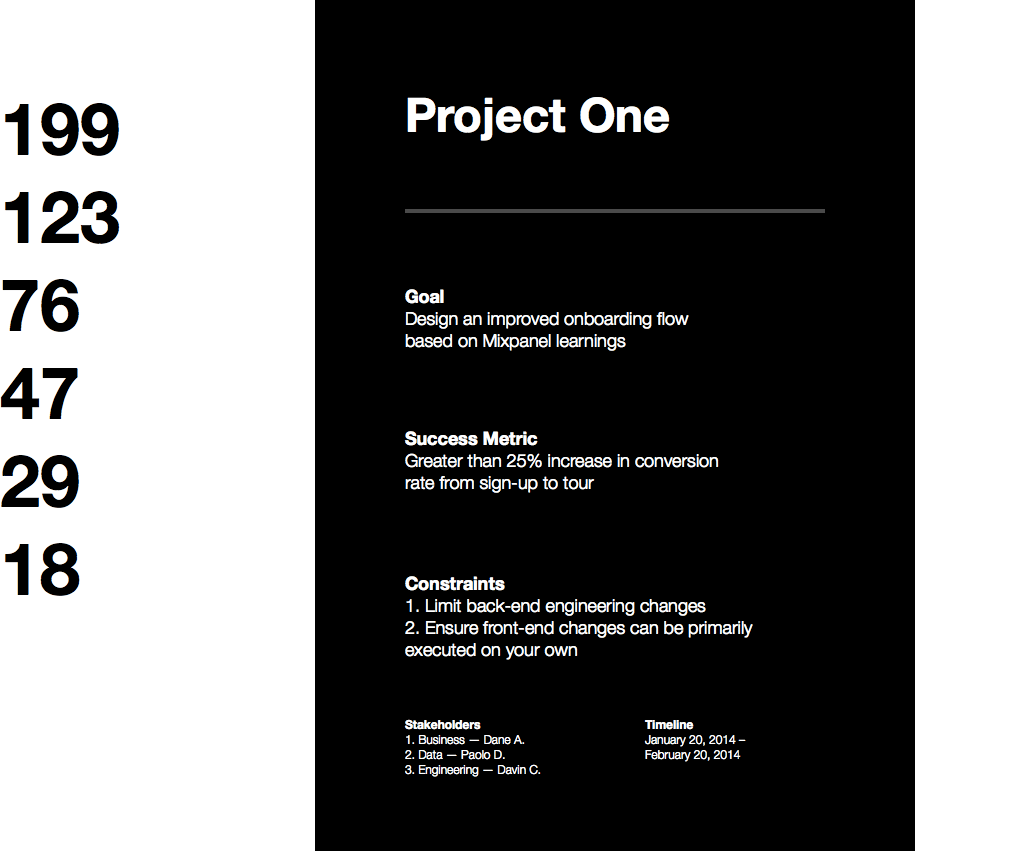 199
123
76
47
29
18
Project One
Goal
Design an improved onboarding flow
based on Mixpanel learnings
Success Metric
Greater than 25% increase in conversion
rate from sign-up to tour
Constraints
1. Limit back-end engineering changes
2. Ensure front-end changes can be primarily
executed on your own
Stakeholders
1. Business — Dane A.
2. Data — Paolo D.
3. Engineering — Davin C.
Timeline
January 20, 2014 –
February 20, 2014